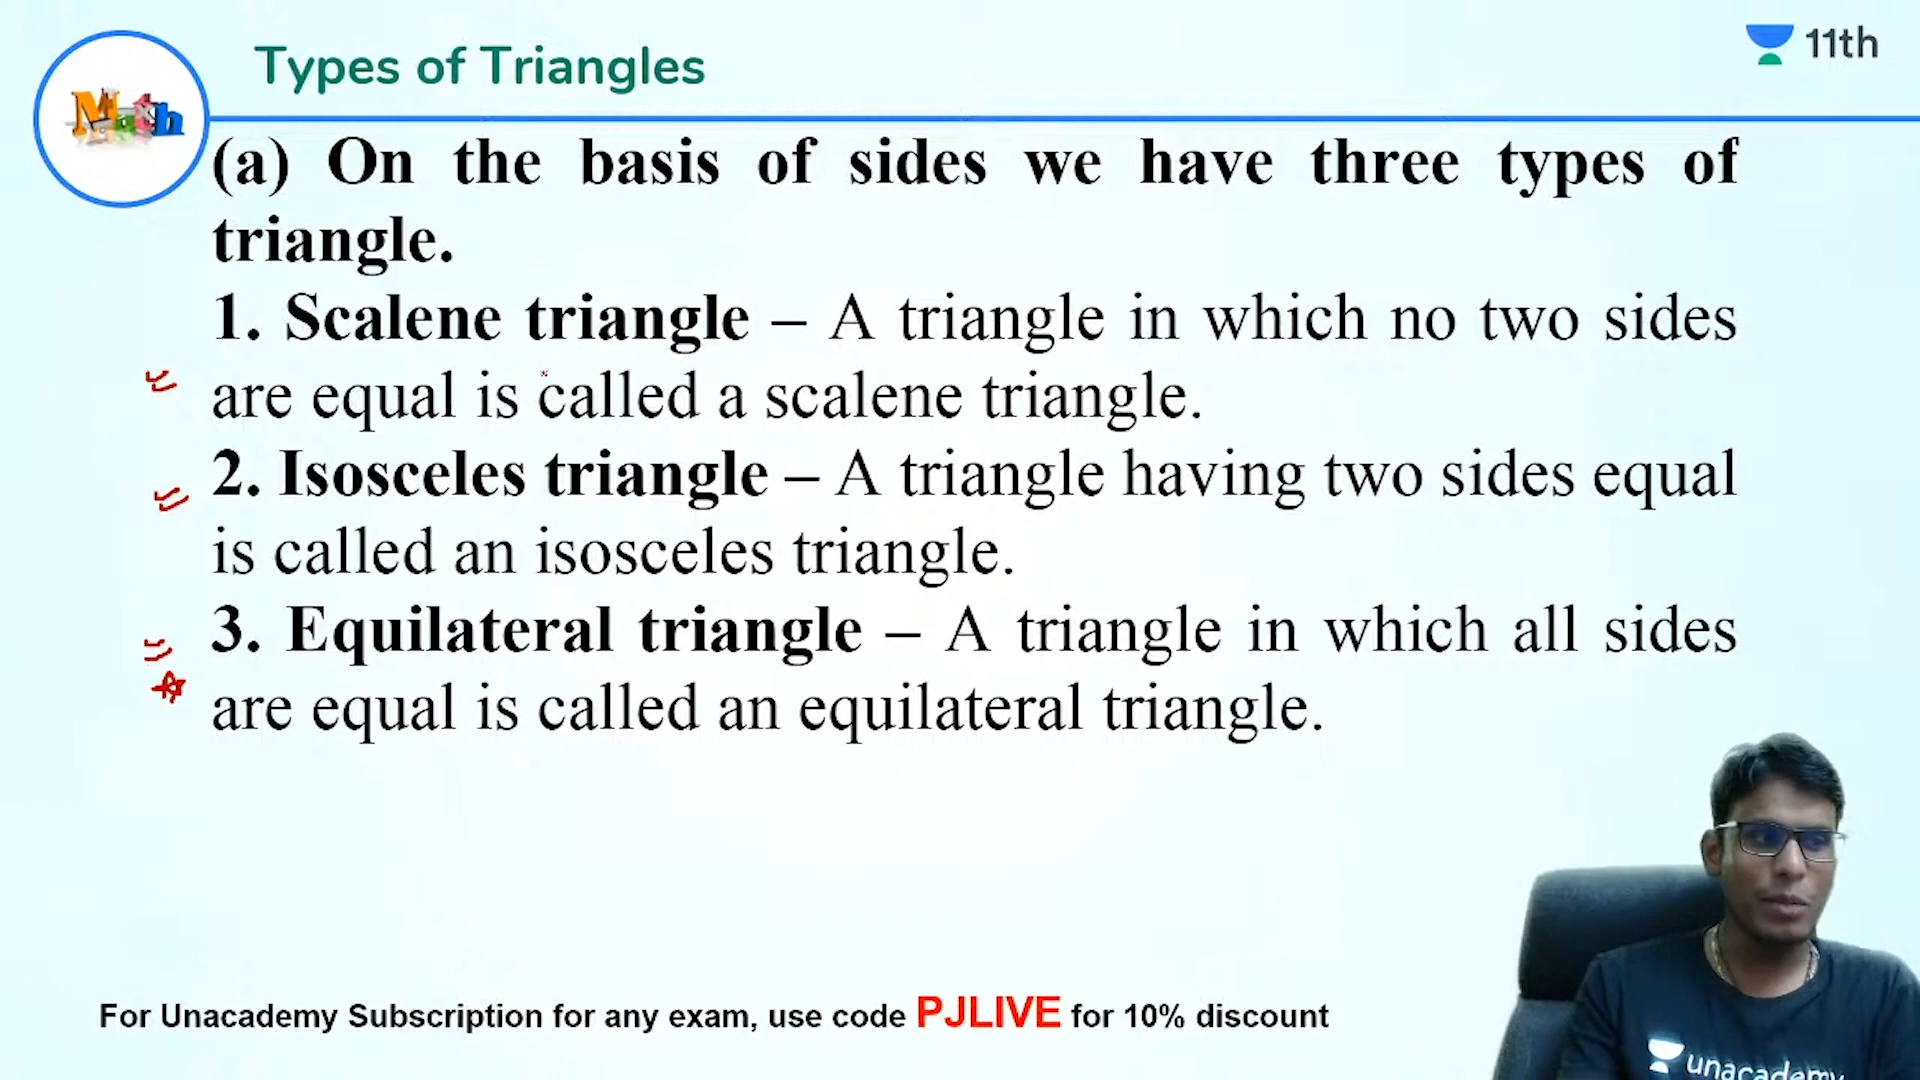 Types of Triangles
11th
Math
(a) On the basis of sides we have three types of
triangle.
1. Scalene triangle – A triangle in which no two sides
are equal is called a scalene triangle.
2. Isosceles triangle – A triangle having two sides equal
is called an isosceles triangle.
3. Equilateral triangle – A triangle in which all sides
are equal is called an equilateral triangle.
For Unacademy Subscription for any exam, use code PJLIVE for 10% discount
unacademy